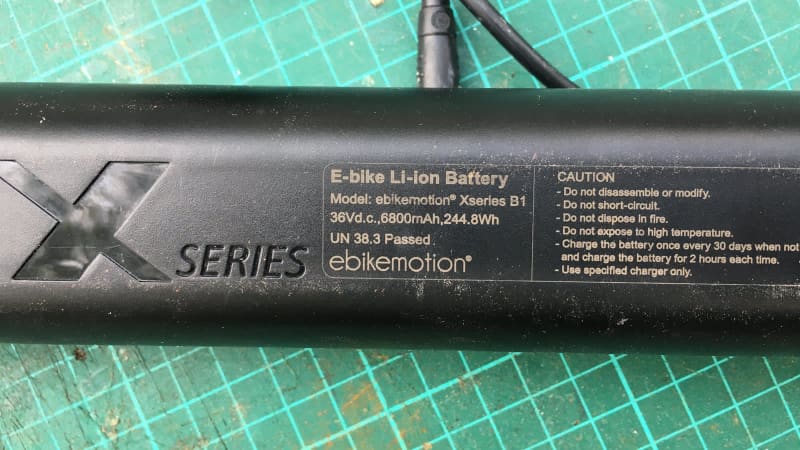 X
SERIES
E-bike Li-ion Battery
Model: ebikemotion® Xseries B1
36Vd.c.,6800mAh,244.8Wh
UN 38.3 Passed
ebikemotion®
CAUTION
- Do not disassemble or modify.
- Do not short-circuit.
- Do not dispose in fire.
- Do not expose to high temperature.
- Charge the battery once every 30 days when not
and charge the battery for 2 hours each time.
- Use specified charger only.